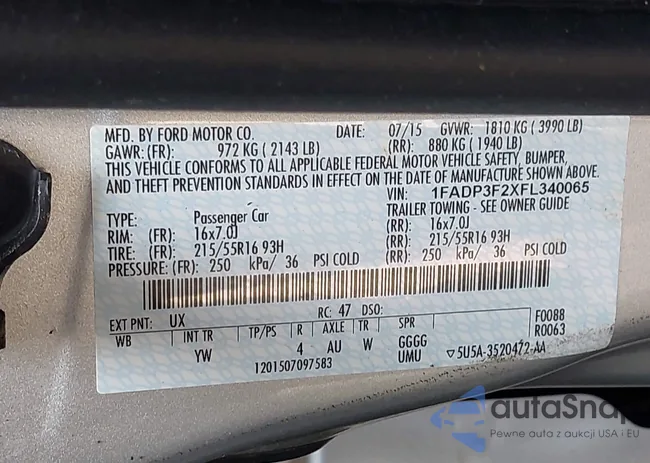 MFD. BY FORD MOTOR CO. DATE: 07/15 GVWR: 1810 KG ( 3990 LB)
GAWR: (FR): 972 KG ( 2143 LB) (RR): 880 KG ( 1940 LB)
THIS VEHICLE CONFORMS TO ALL APPLICABLE FEDERAL MOTOR VEHICLE SAFETY, BUMPER,
AND THEFT PREVENTION STANDARDS IN EFFECT ON THE DATE OF MANUFACTURE SHOWN ABOVE.
VIN: 1FADP3F2XFL340065
TYPE: Passenger Car TRAILER TOWING - SEE OWNER GUIDE
RIM: (FR): 16x7.0J (RR): 16x7.0J
TIRE: (FR): 215/55R16 93H (RR): 215/55R16 93H
PRESSURE: (FR): 250 kPa/ 36 PSI COLD (RR): 250 kPa/ 36 PSI COLD
RC: 47 DSO:
EXT PNT: UX F0088
WB INT TR TP/PS R AXLE TR SPR R0063
YW 4 AU W GGGG
UMU
1201507097583 ▽5U5A-3520472-AA
autaSnap
Pewne auta z aukcji USA i EU